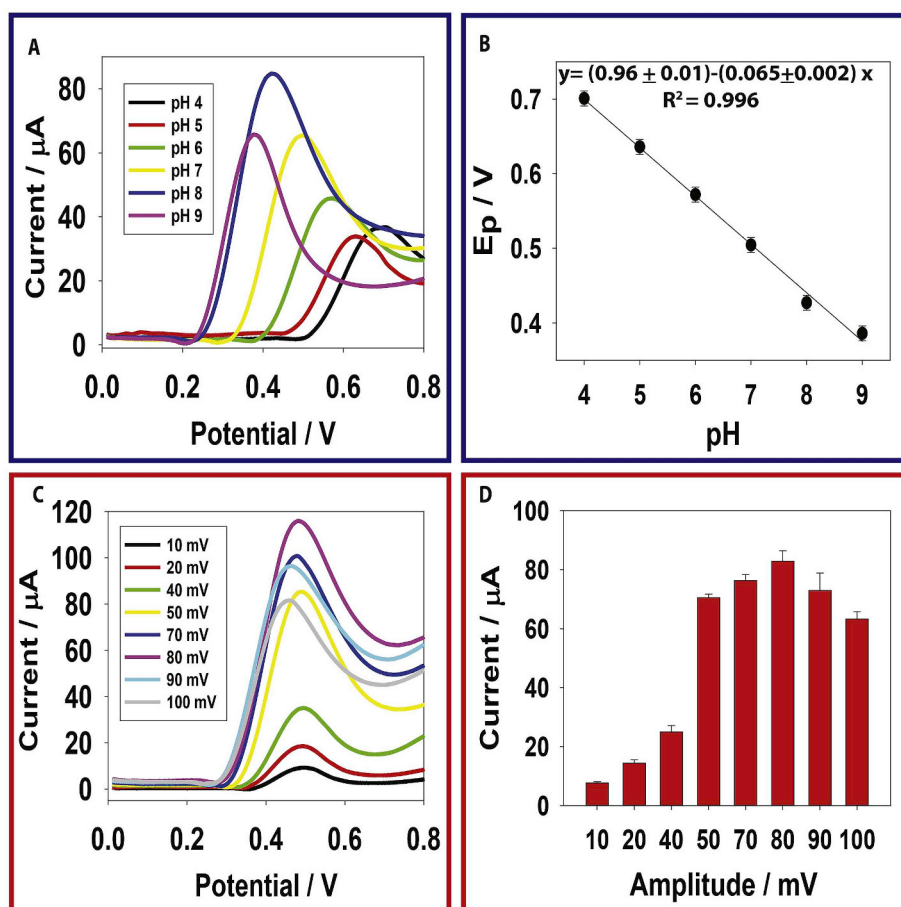 A
Current / µA
80
60
40
20
0
pH 4
pH 5
pH 6
pH 7
pH 8
pH 9
0.0 0.2 0.4 0.6 0.8
Potential / V
B
y= (0.96 ± 0.01)-(0.065±0.002) x
R² = 0.996
Ep / V
0.7
0.6
0.5
0.4
4 5 6 7 8 9
pH
C
Current / µA
120
100
80
60
40
20
0
10 mV
20 mV
40 mV
50 mV
70 mV
80 mV
90 mV
100 mV
0.0 0.2 0.4 0.6 0.8
Potential / V
D
Current / µA
100
80
60
40
20
0
10 20 40 50 70 80 90 100
Amplitude / mV